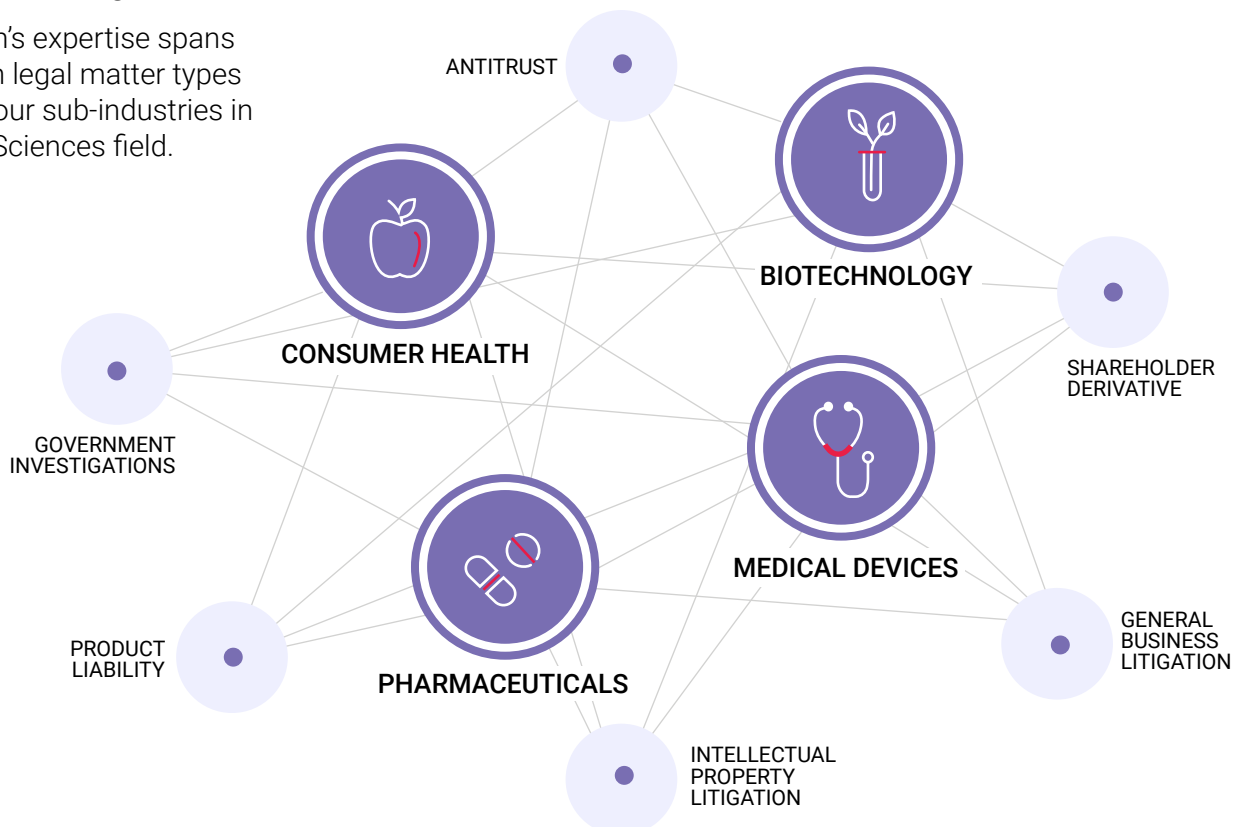 expertise spans
legal matter types
sub-industries in
Sciences field.
ANTITRUST
BIOTECHNOLOGY
CONSUMER HEALTH
SHAREHOLDER
DERIVATIVE
GOVERNMENT
INVESTIGATIONS
MEDICAL DEVICES
PRODUCT
LIABILITY
GENERAL
BUSINESS
LITIGATION
PHARMACEUTICALS
INTELLECTUAL
PROPERTY
LITIGATION